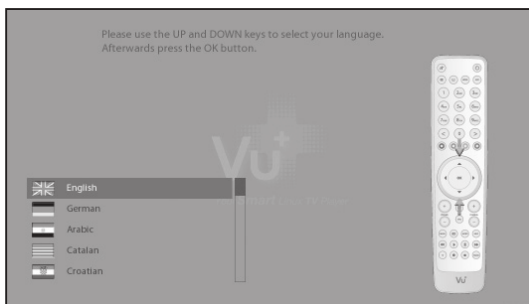 Please use the UP and DOWN keys to select your language.
Afterwards press the OK button.
Vu+
English
German
Arabic
Catalan
Croatian
Vu+